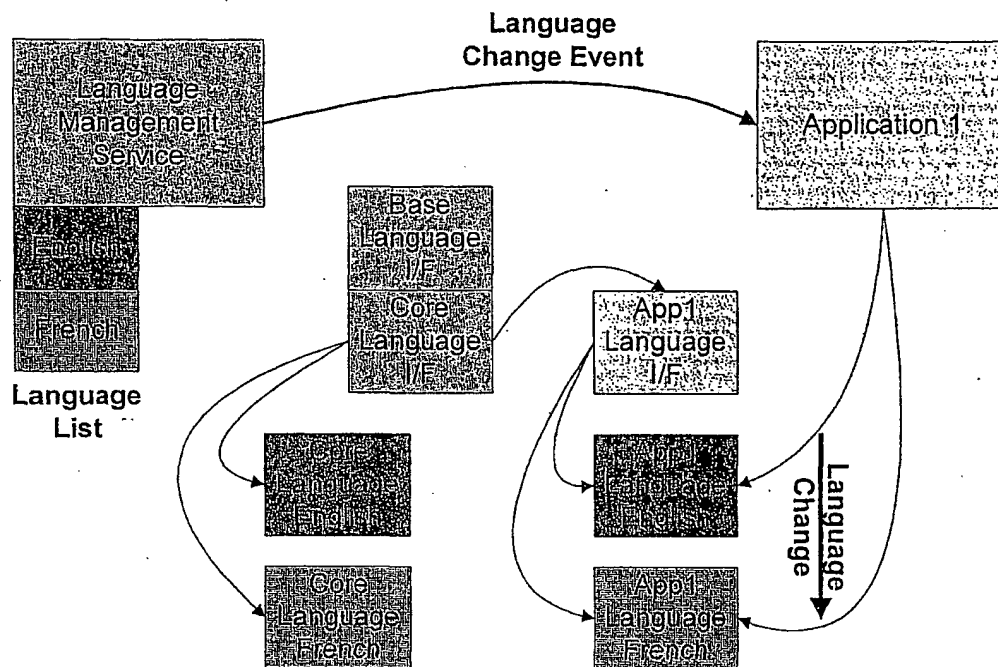 Language
Change Event
Language
Management
Service
Application 1
English
French
Language
List
Base
Language
I/F
Core
Language
I/F
App1
Language
I/F
Core
Language
English
App1
Language
English
Core
Language
French
App1
Language
French
Language
Change